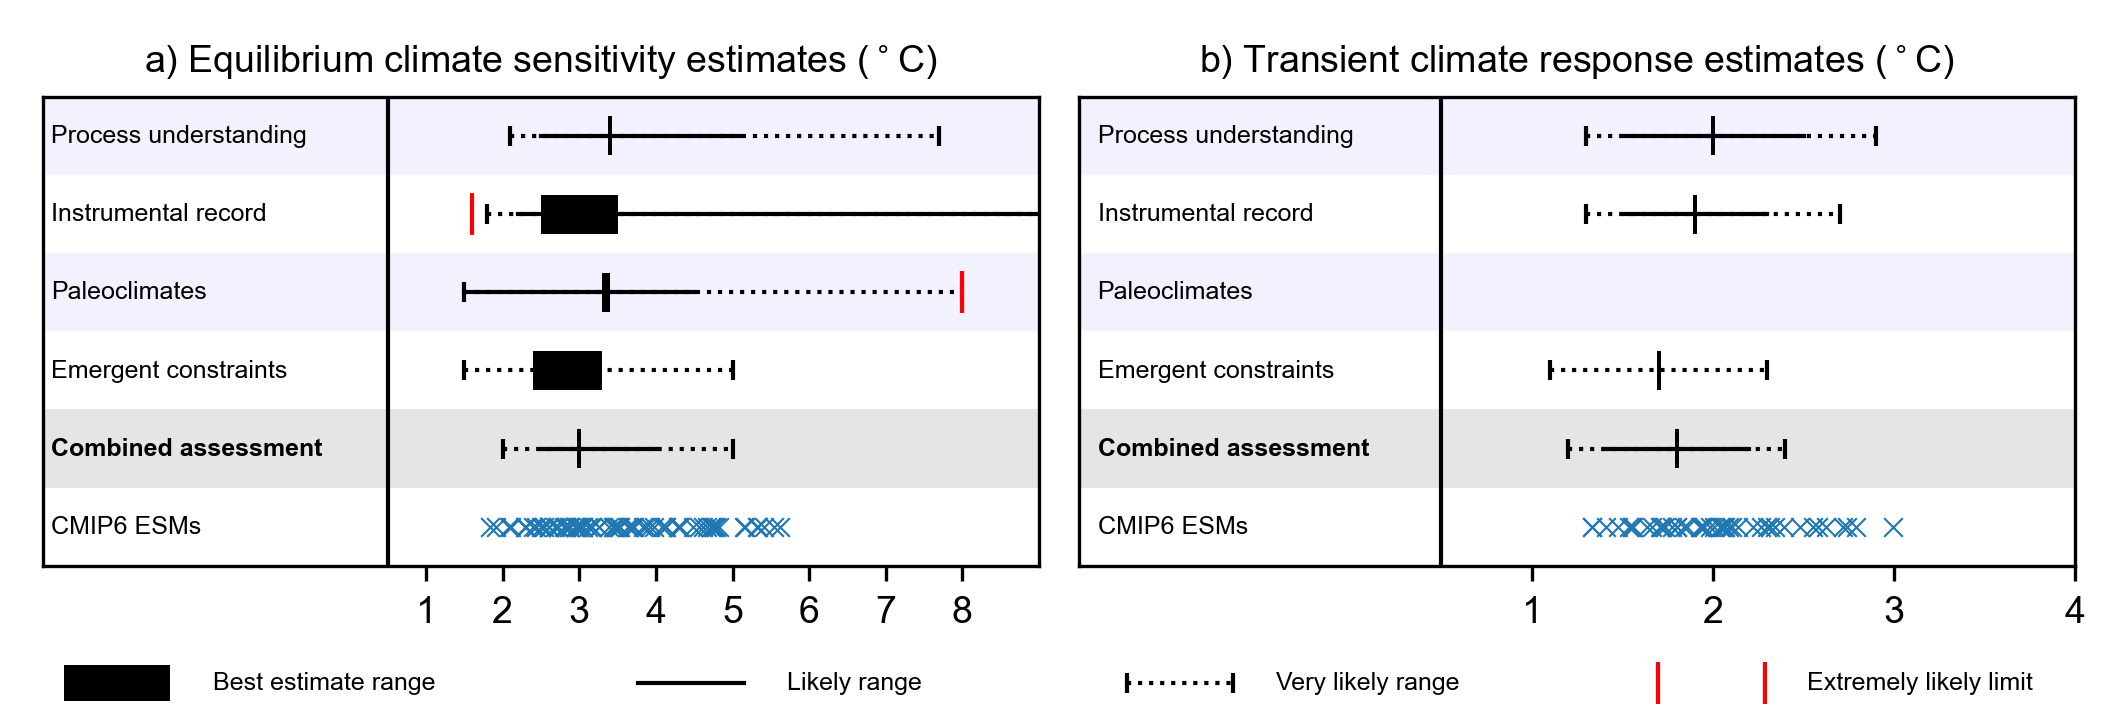 a) Equilibrium climate sensitivity estimates (°C)
Process understanding
Instrumental record
Paleoclimates
Emergent constraints
Combined assessment
CMIP6 ESMs
1 2 3 4 5 6 7 8
b) Transient climate response estimates (°C)
Process understanding
Instrumental record
Paleoclimates
Emergent constraints
Combined assessment
CMIP6 ESMs
1 2 3 4
Best estimate range
Likely range
Very likely range
Extremely likely limit